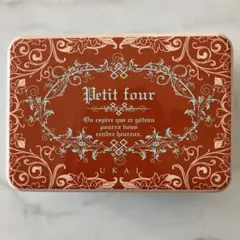 Petit four
On espère que ce gâteau
pourra vous
rendre heureux.
UKAI